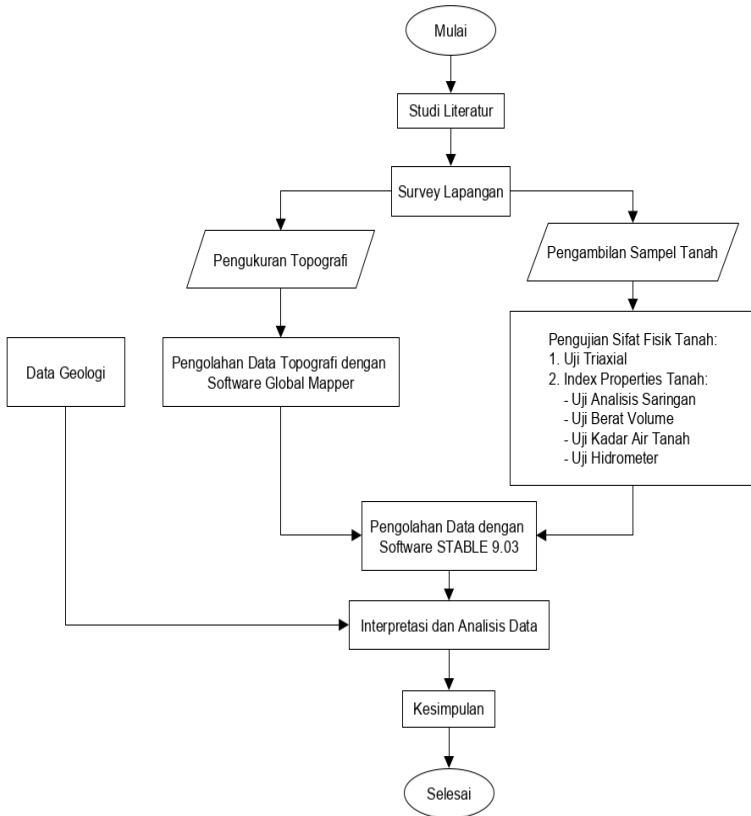 Mulai
Studi Literatur
Survey Lapangan
Pengukuran Topografi
Pengambilan Sampel Tanah
Data Geologi
Pengolahan Data Topografi dengan
Software Global Mapper
Pengujian Sifat Fisik Tanah:
1. Uji Triaxial
2. Index Properties Tanah:
- Uji Analisis Saringan
- Uji Berat Volume
- Uji Kadar Air Tanah
- Uji Hidrometer
Pengolahan Data dengan
Software STABLE 9.03
Interpretasi dan Analisis Data
Kesimpulan
Selesai